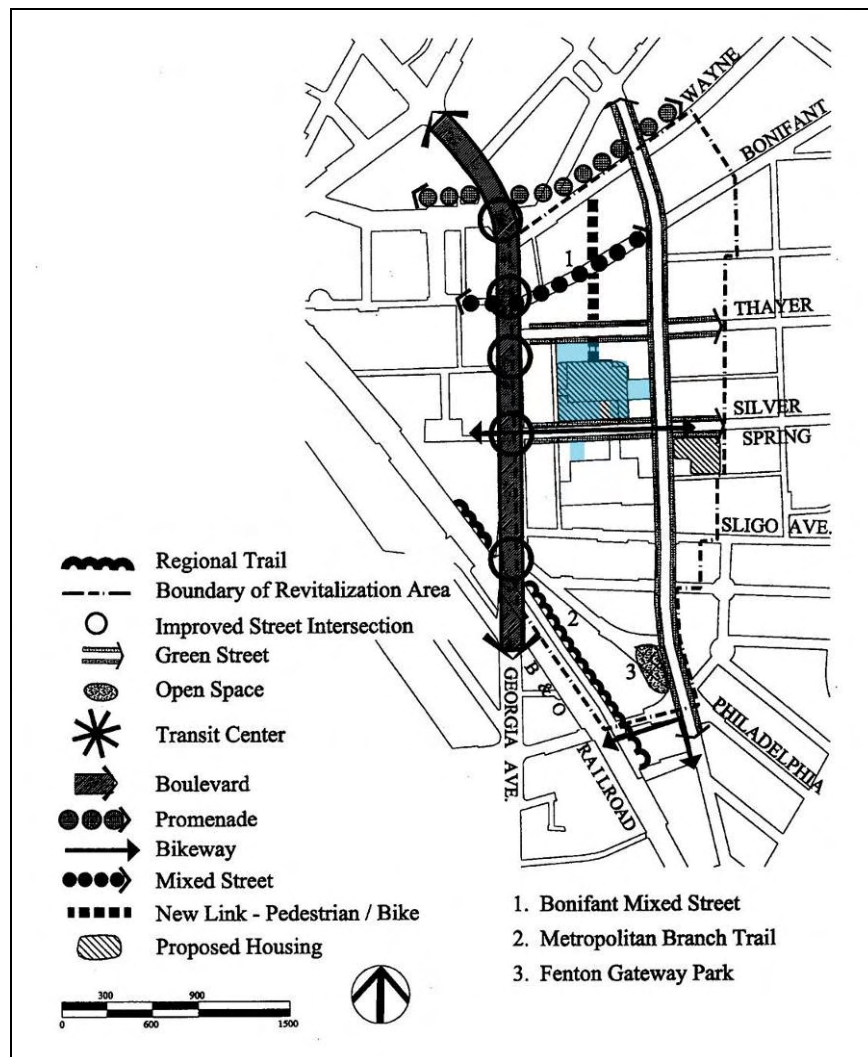 WAYNE
BONIFANT
1
THAYER
SILVER
SPRING
SLIGO AVE.
2
3
GEORGIA AVE.
B & O
RAILROAD
PHILADELPHIA
Regional Trail
Boundary of Revitalization Area
Improved Street Intersection
Green Street
Open Space
Transit Center
Boulevard
Promenade
Bikeway
Mixed Street
New Link - Pedestrian / Bike
Proposed Housing
1. Bonifant Mixed Street
2. Metropolitan Branch Trail
3. Fenton Gateway Park
300 900
0 600 1500